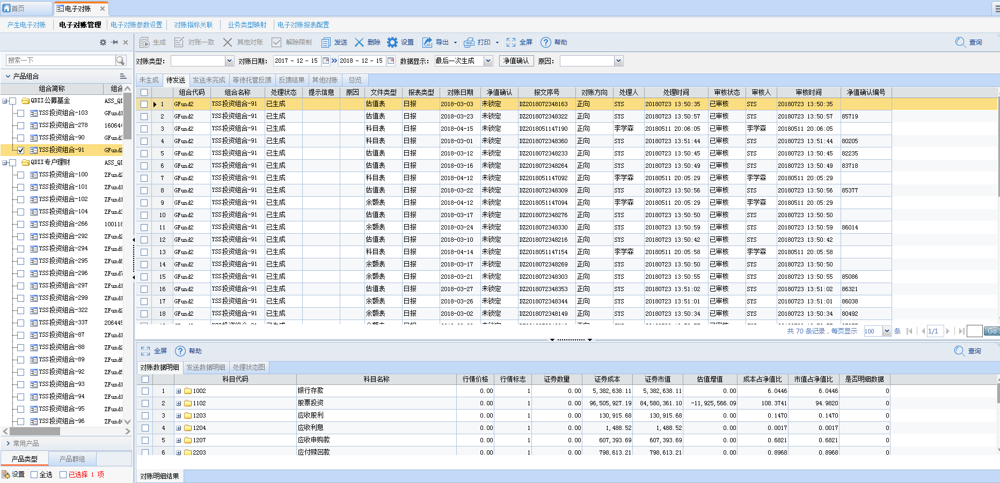 首页 电子对账
产生电子对账 电子对账管理 电子对账参数设置 对账指标关联 业务类型映射 电子对账报表配置
生成 对账一致 其他对账 解除限制 发送 删除 设置 导出 打印 全屏 帮助 查询
搜索一下
对账类型: 对账日期: 2017 - 12 - 15 2018 - 12 - 15 数据显示: 最后一次生成 净值确认 原因:
产品组合
组合简称 组合
QDII公募基金 ASS_QI
YSS投资组合-103 GFund1
YSS投资组合-278 160644
YSS投资组合-90 GFund3
YSS投资组合-91 GFund2
QDII专户理财 ASS_QI
YSS投资组合-100 ZFund2
YSS投资组合-101 ZFund1
YSS投资组合-102 ZFund1
YSS投资组合-104 ZFund3
YSS投资组合-266 100118
YSS投资组合-292 ZFund2
YSS投资组合-294 ZFund9
YSS投资组合-295 ZFund8
YSS投资组合-296 ZFund7
YSS投资组合-297 ZFund1
YSS投资组合-299 ZFund1
YSS投资组合-322 ZFund2
YSS投资组合-337 206445
YSS投资组合-87 ZFund1
YSS投资组合-88 ZFund2
YSS投资组合-89 ZFund6
YSS投资组合-92 ZFund5
YSS投资组合-93 ZFund1
YSS投资组合-94 ZFund1
YSS投资组合-95 ZFund1
YSS投资组合-96 ZFund4
常用产品
产品类型 产品群组
设置 全选 已选择 1 项
未生成 待发送 发送未完成 等待托管反馈 反馈结果 其他对账 总览
组合代码 组合名称 处理状态 提示信息 原因 文件类型 报表类型 对账日期 净值确认 报文序号 对账方向 处理人 处理时间 审核状态 审核人 审核时间 净值确认编号
1 GFund2 YSS投资组合-91 已生成 估值表 日报 2018-03-03 未锁定 DZ2018072348163 正向 SYS 20180723 13:50:35 已审核 SYS 20180723 13:50:35
2 GFund2 YSS投资组合-91 已生成 估值表 日报 2018-03-23 未锁定 DZ2018072348322 正向 SYS 20180723 13:50:57 已审核 SYS 20180723 13:50:57 85719
3 GFund2 YSS投资组合-91 已生成 科目表 日报 2018-04-15 未锁定 DZ2018051147190 正向 李学森 20180511 20:06:05 已审核 李学森 20180511 20:06:05
4 GFund2 YSS投资组合-91 已生成 科目表 日报 2018-03-01 未锁定 DZ2018072348360 正向 SYS 20180723 13:51:44 已审核 SYS 20180723 13:51:44 80205
5 GFund2 YSS投资组合-91 已生成 估值表 日报 2018-03-12 未锁定 DZ2018072348233 正向 SYS 20180723 13:50:45 已审核 SYS 20180723 13:50:45 82235
6 GFund2 YSS投资组合-91 已生成 估值表 日报 2018-03-16 未锁定 DZ2018072348264 正向 SYS 20180723 13:50:49 已审核 SYS 20180723 13:50:49 83718
7 GFund2 YSS投资组合-91 已生成 科目表 日报 2018-04-12 未锁定 DZ2018051147092 正向 李学森 20180511 20:05:29 已审核 李学森 20180511 20:05:29
8 GFund2 YSS投资组合-91 已生成 估值表 日报 2018-03-22 未锁定 DZ2018072348309 正向 SYS 20180723 13:50:56 已审核 SYS 20180723 13:50:56 85377
9 GFund2 YSS投资组合-91 已生成 余额表 日报 2018-04-12 未锁定 DZ2018051147094 正向 李学森 20180511 20:05:29 已审核 李学森 20180511 20:05:29
10 GFund2 YSS投资组合-91 已生成 估值表 日报 2018-03-17 未锁定 DZ2018072348276 正向 SYS 20180723 13:50:50 已审核 SYS 20180723 13:50:50
11 GFund2 YSS投资组合-91 已生成 余额表 日报 2018-03-24 未锁定 DZ2018072348330 正向 SYS 20180723 13:50:59 已审核 SYS 20180723 13:50:59 86014
12 GFund2 YSS投资组合-91 已生成 估值表 日报 2018-03-10 未锁定 DZ2018072348216 正向 SYS 20180723 13:50:42 已审核 SYS 20180723 13:50:42
13 GFund2 YSS投资组合-91 已生成 科目表 日报 2018-04-14 未锁定 DZ2018051147154 正向 李学森 20180511 20:05:58 已审核 李学森 20180511 20:05:58
14 GFund2 YSS投资组合-91 已生成 余额表 日报 2018-03-17 未锁定 DZ2018072348269 正向 SYS 20180723 13:50:50 已审核 SYS 20180723 13:50:50
15 GFund2 YSS投资组合-91 已生成 余额表 日报 2018-03-21 未锁定 DZ2018072348303 正向 SYS 20180723 13:50:55 已审核 SYS 20180723 13:50:55 85086
16 GFund2 YSS投资组合-91 已生成 估值表 日报 2018-03-27 未锁定 DZ2018072348353 正向 SYS 20180723 13:51:02 已审核 SYS 20180723 13:51:02 86321
17 GFund2 YSS投资组合-91 已生成 余额表 日报 2018-03-26 未锁定 DZ2018072348344 正向 SYS 20180723 13:51:01 已审核 SYS 20180723 13:51:01 86038
18 GFund2 YSS投资组合-91 已生成 余额表 日报 2018-03-02 未锁定 DZ2018072348149 正向 SYS 20180723 13:50:34 已审核 SYS 20180723 13:50:34 80492
共 70 条记录，每页显示 100 条 1/1 Go
全屏 帮助 查询
对账数据明细 发送数据明细 处理状态图
科目代码 科目名称 行情价格 行情标志 证券数量 证券成本 证券市值 估值增值 成本占净值比 市值占净值比 是否明细数据
1 1002 银行存款 0.00 1 0.00 5,382,638.11 5,382,638.11 0.00 6.0446 6.0446 0
2 1102 股票投资 0.00 1 0.00 96,505,927.19 84,580,361.10 -11,925,566.09 108.3741 94.9820 0
3 1203 应收股利 0.00 1 0.00 130,915.68 130,915.68 0.00 0.1470 0.1470 0
4 1204 应收利息 0.00 1 0.00 1,488.52 1,488.52 0.00 0.0017 0.0017 0
5 1207 应收申购款 0.00 1 0.00 607,393.69 607,393.69 0.00 0.6821 0.6821 0
6 2203 应付赎回款 0.00 1 0.00 798,613.21 798,613.21 0.00 0.8968 0.8968 0
对账明细结果